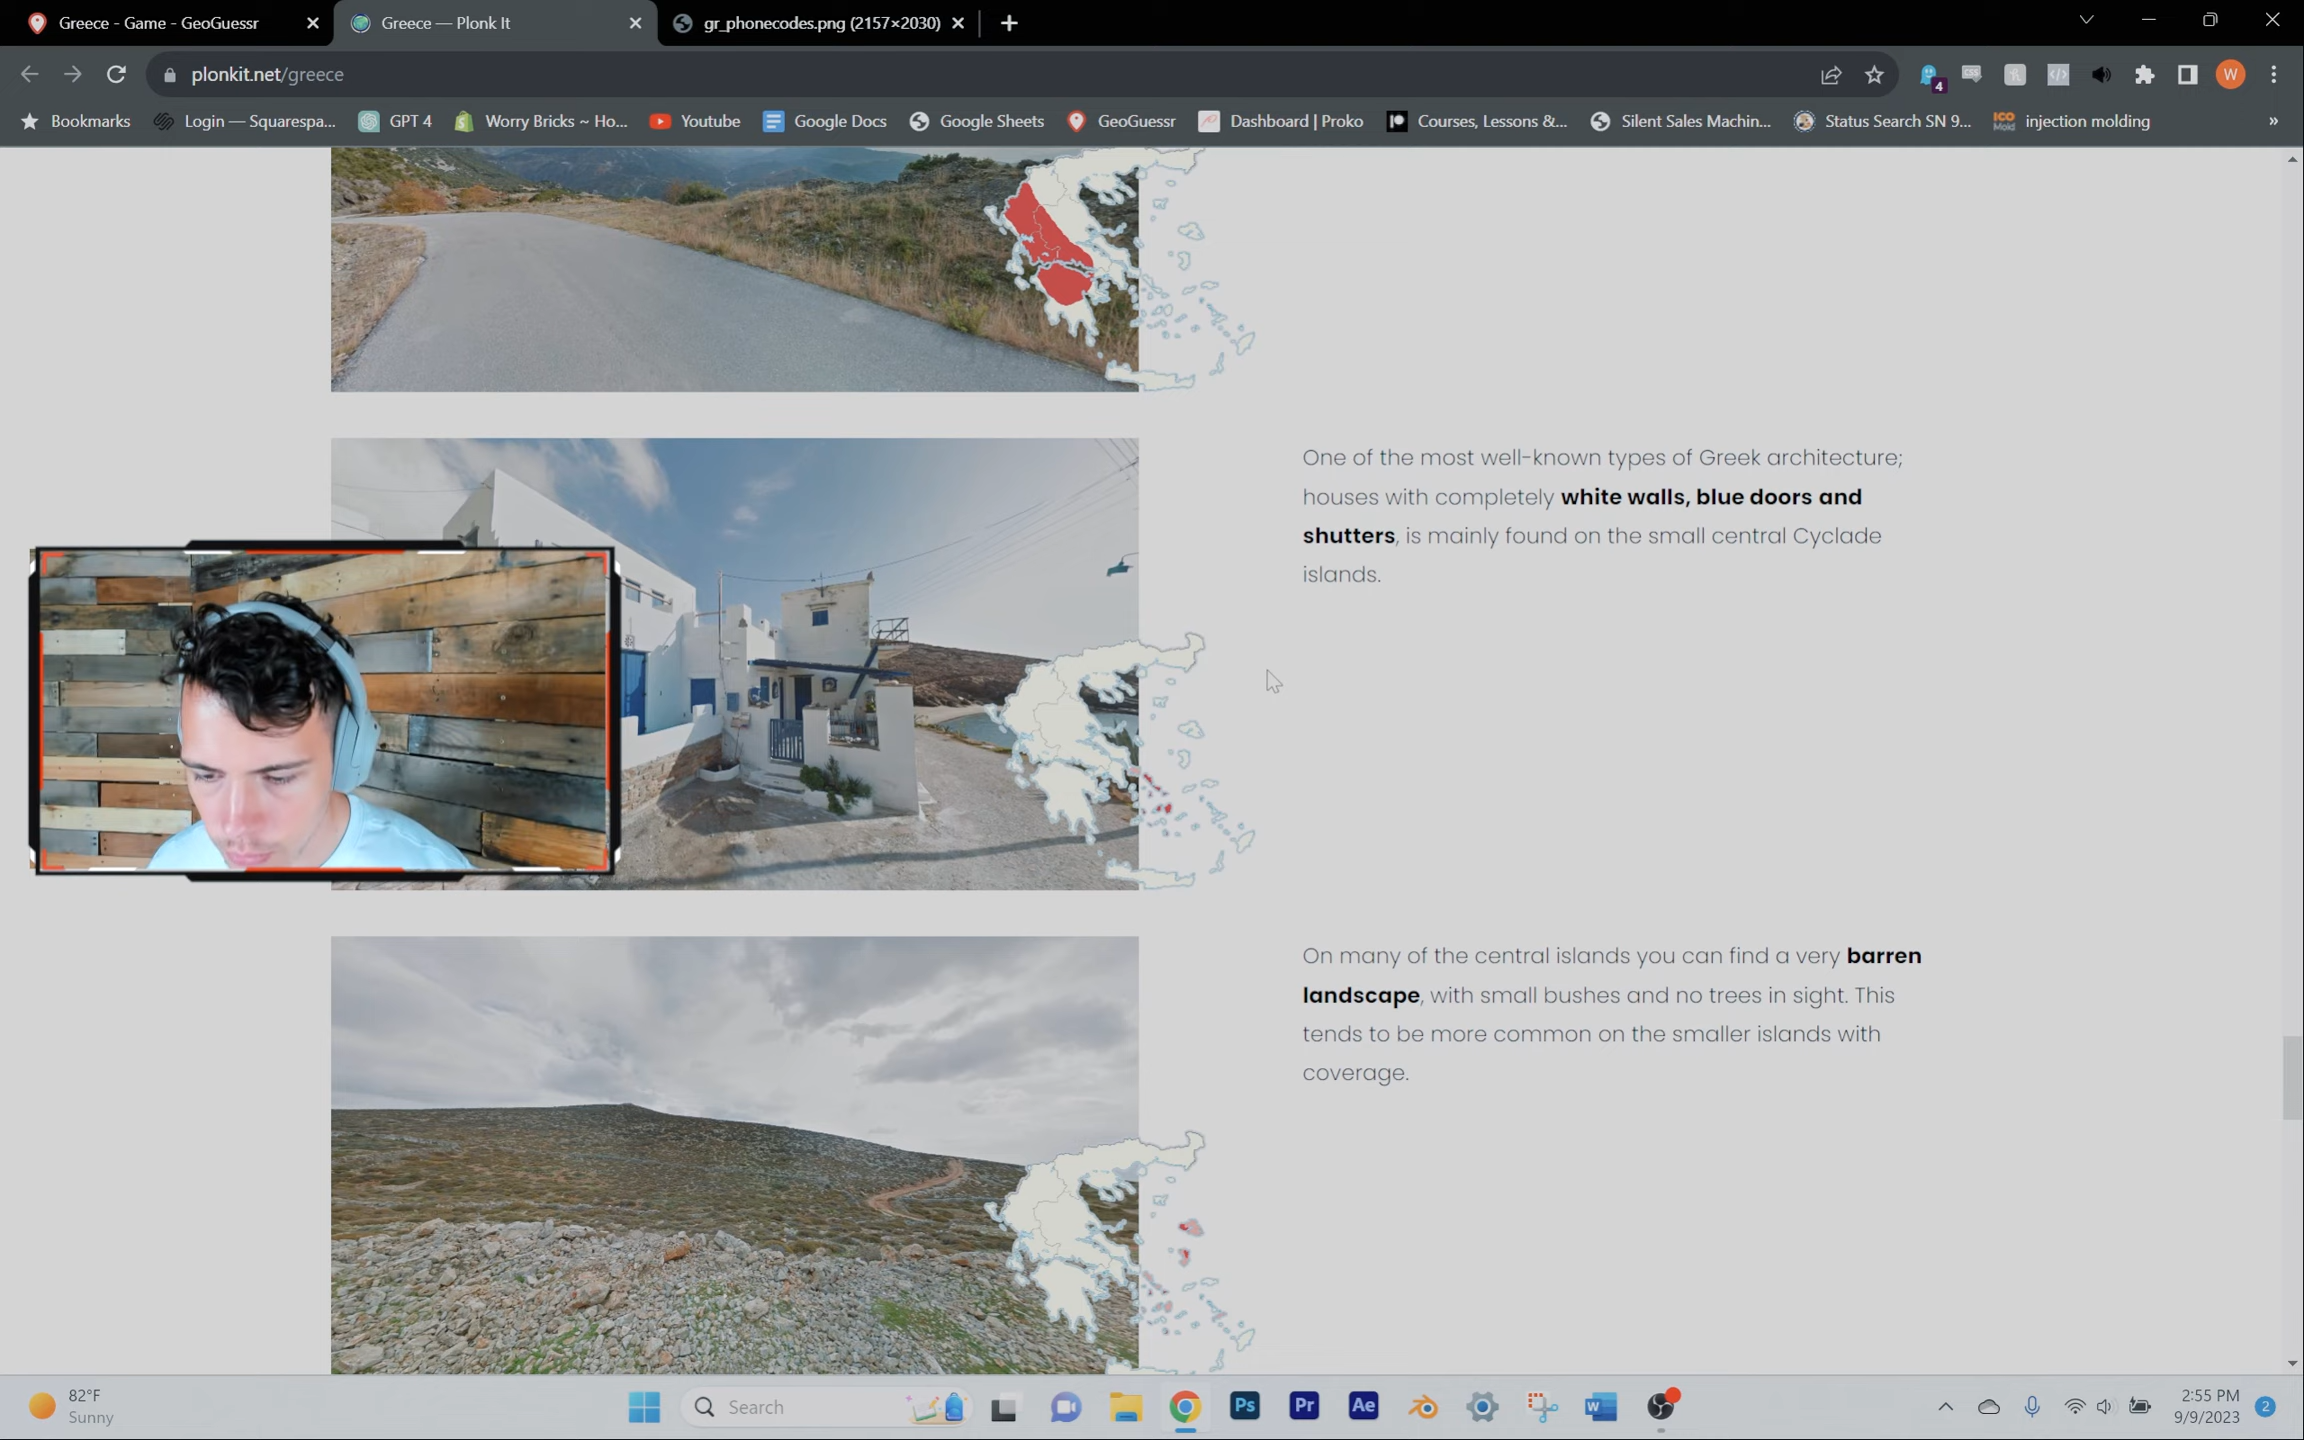 Greece - Game - GeoGuessr
Greece — Plonk It
gr_phonecodes.png (2157×2030)
plonkit.net/greece
4
W
Bookmarks
Login — Squarespa...
GPT 4
Worry Bricks ~ Ho...
Youtube
Google Docs
Google Sheets
GeoGuessr
Dashboard | Proko
Courses, Lessons &...
Silent Sales Machin...
Status Search SN 9...
injection molding
»
One of the most well-known types of Greek architecture;
houses with completely white walls, blue doors and
shutters, is mainly found on the small central Cyclade
islands.
On many of the central islands you can find a very barren
landscape, with small bushes and no trees in sight. This
tends to be more common on the smaller islands with
coverage.
82°F
Sunny
Search
Ps
Pr
Ae
W
2:55 PM
9/9/2023
2